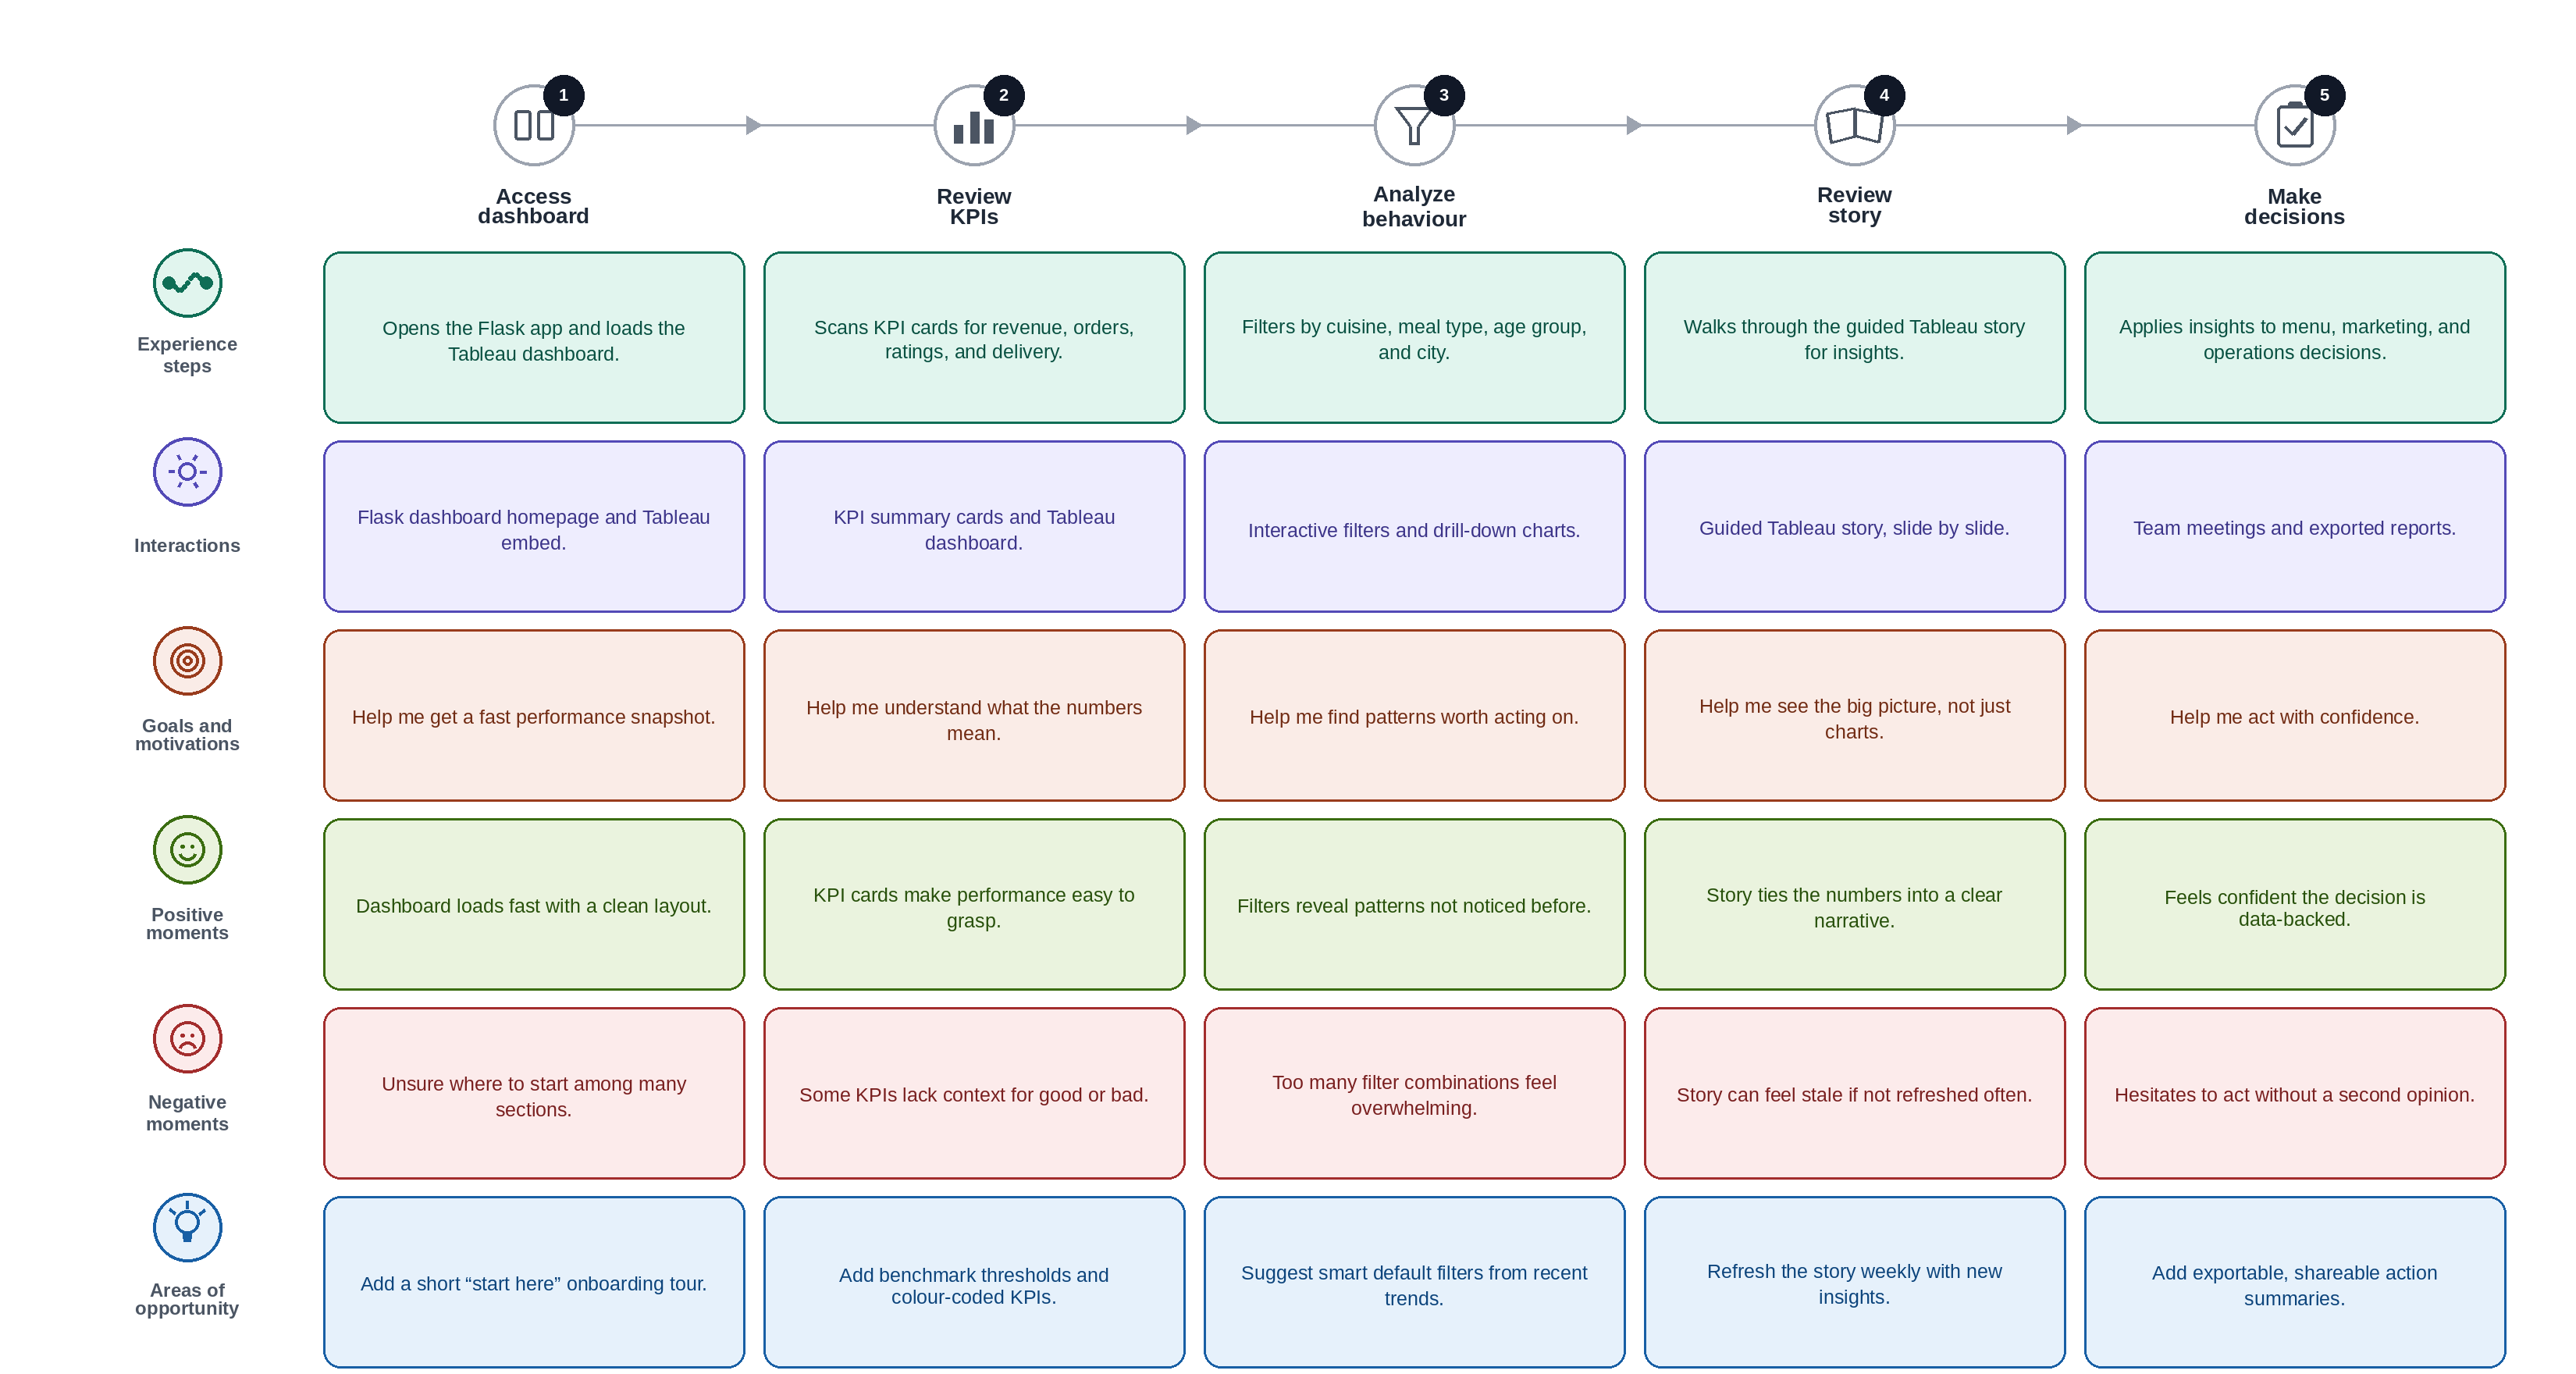 1
2
3
4
5
Access
dashboard
Review
KPIs
Analyze
behaviour
Review
story
Make
decisions
Experience
steps
Opens the Flask app and loads the
Tableau dashboard.
Scans KPI cards for revenue, orders,
ratings, and delivery.
Filters by cuisine, meal type, age group,
and city.
Walks through the guided Tableau story
for insights.
Applies insights to menu, marketing, and
operations decisions.
Interactions
Flask dashboard homepage and Tableau
embed.
KPI summary cards and Tableau
dashboard.
Interactive filters and drill-down charts.
Guided Tableau story, slide by slide.
Team meetings and exported reports.
Goals and
motivations
Help me get a fast performance snapshot.
Help me understand what the numbers
mean.
Help me find patterns worth acting on.
Help me see the big picture, not just
charts.
Help me act with confidence.
Positive
moments
Dashboard loads fast with a clean layout.
KPI cards make performance easy to
grasp.
Filters reveal patterns not noticed before.
Story ties the numbers into a clear
narrative.
Feels confident the decision is
data-backed.
Negative
moments
Unsure where to start among many
sections.
Some KPIs lack context for good or bad.
Too many filter combinations feel
overwhelming.
Story can feel stale if not refreshed often.
Hesitates to act without a second opinion.
Areas of
opportunity
Add a short “start here” onboarding tour.
Add benchmark thresholds and
colour-coded KPIs.
Suggest smart default filters from recent
trends.
Refresh the story weekly with new
insights.
Add exportable, shareable action
summaries.